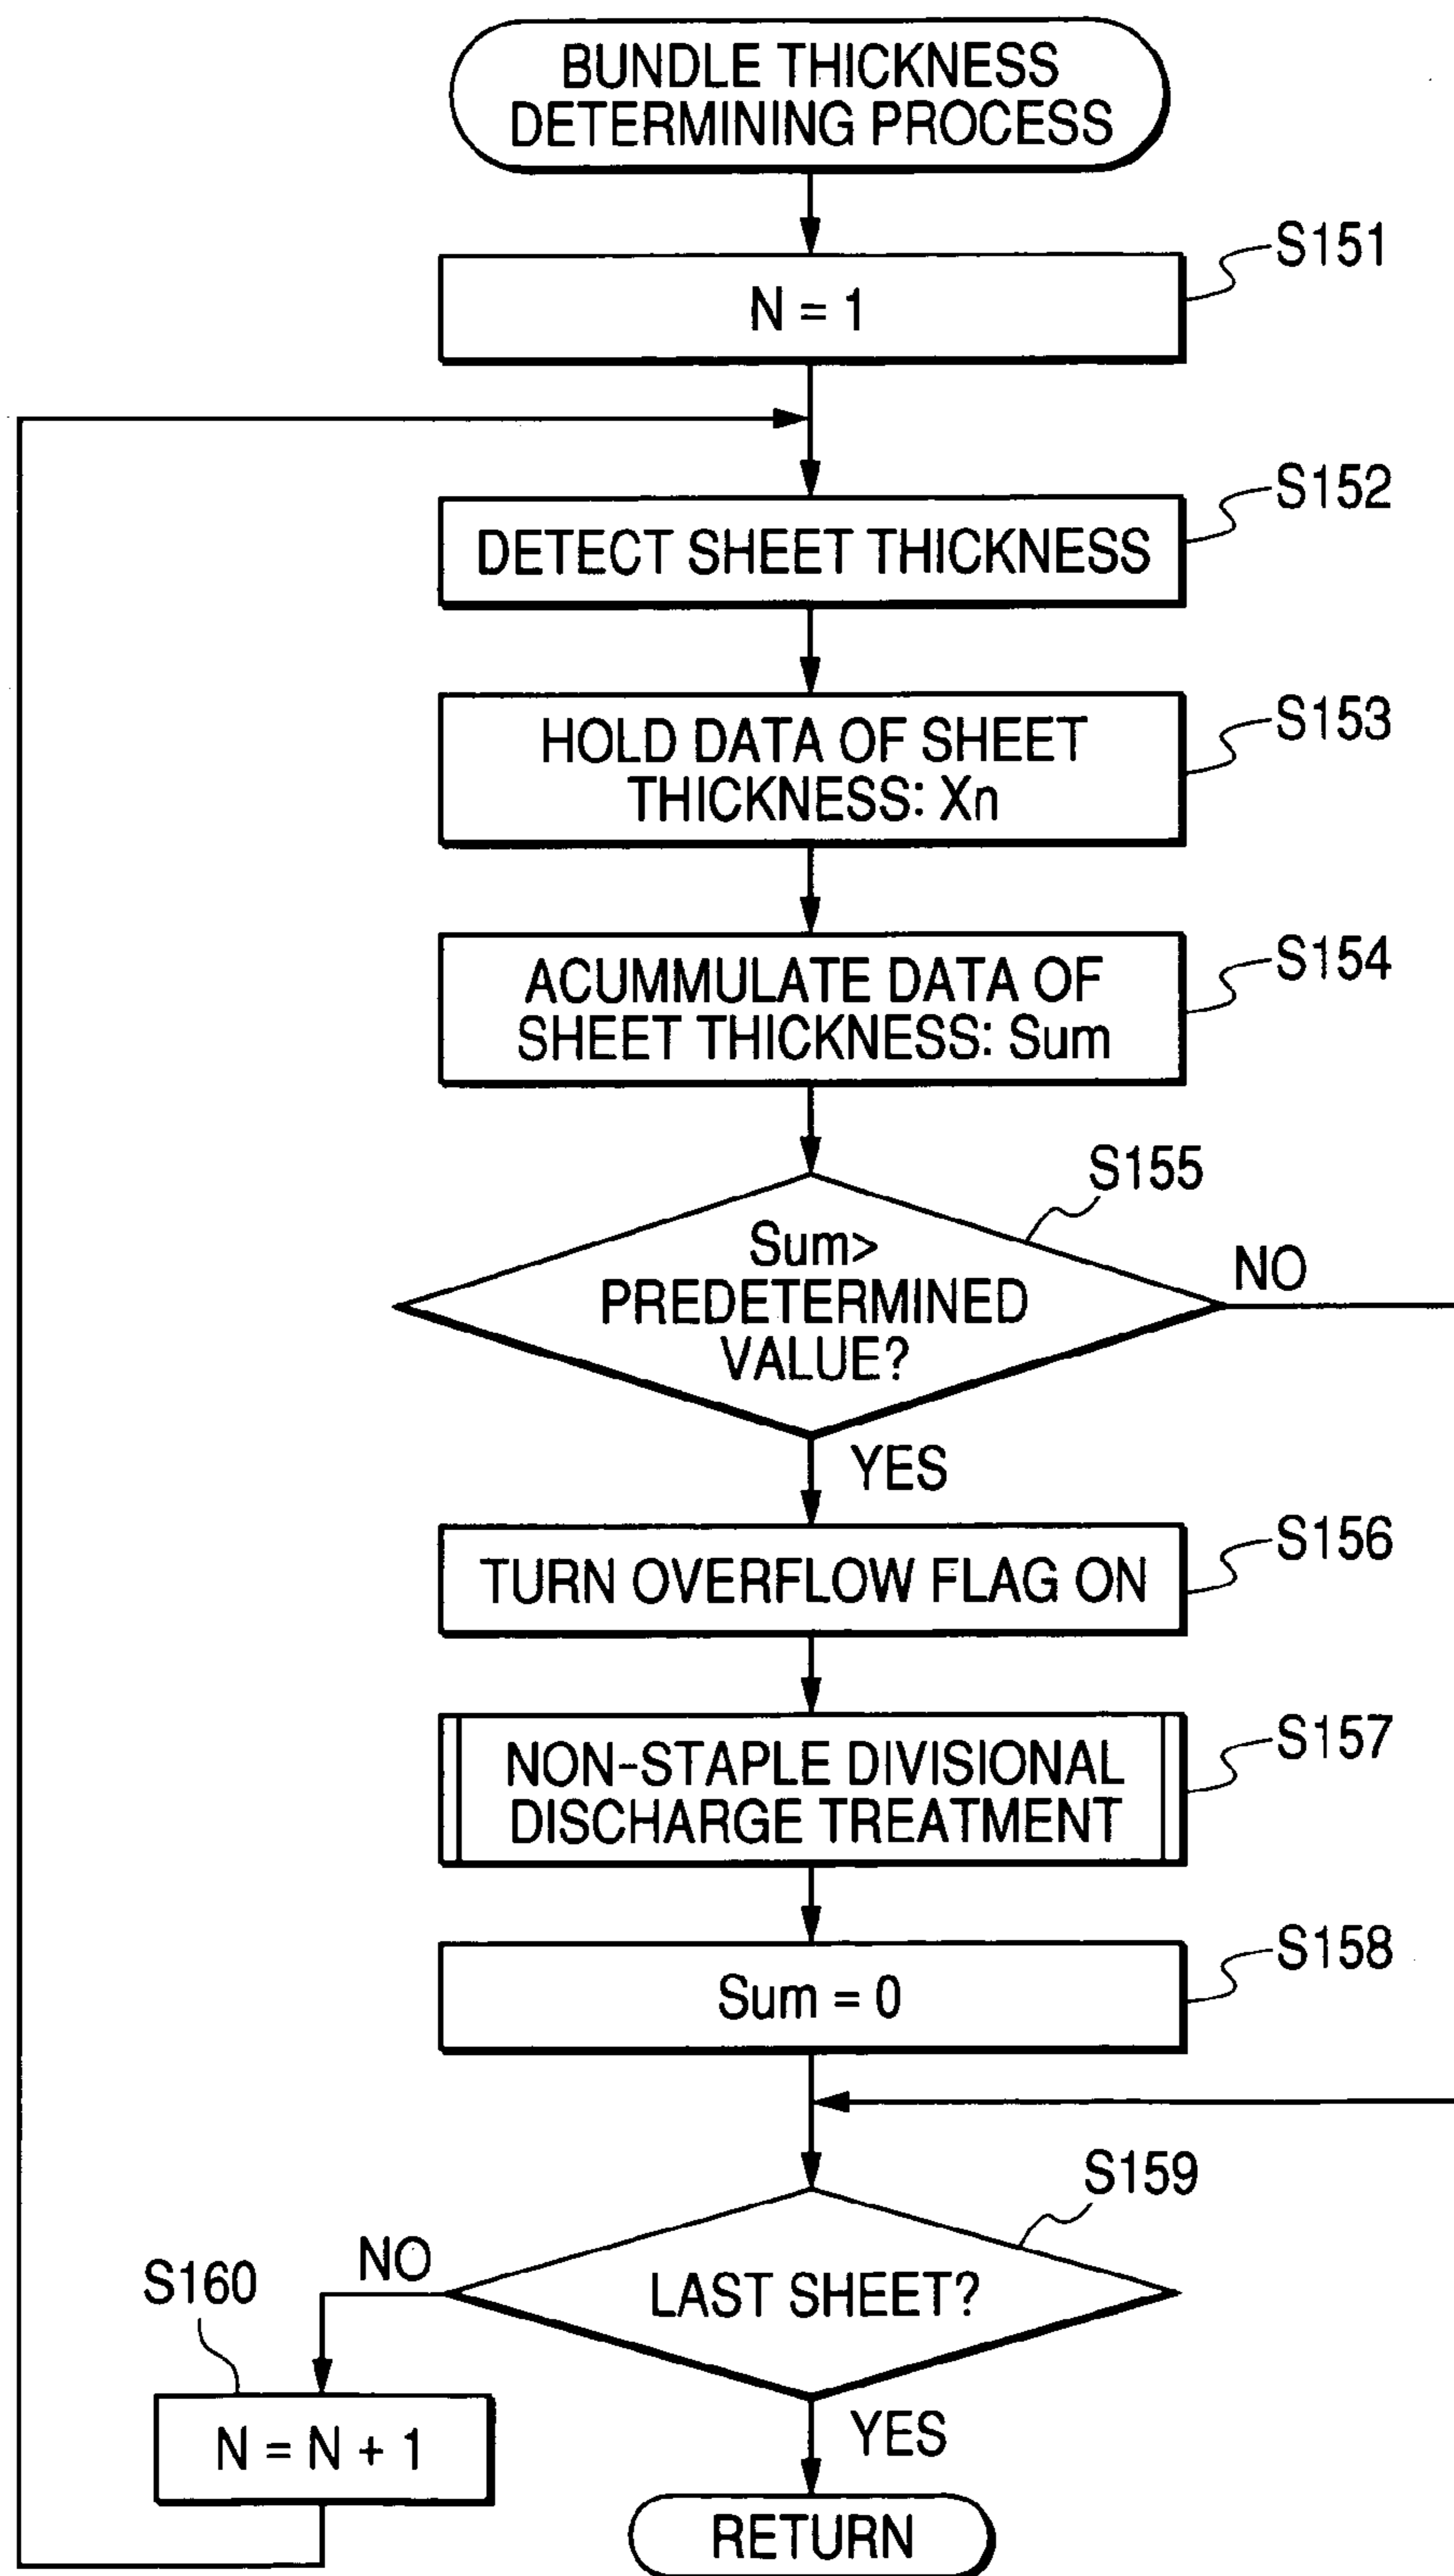 BUNDLE THICKNESS
DETERMINING PROCESS
S151
N = 1
S152
DETECT SHEET THICKNESS
S153
HOLD DATA OF SHEET
THICKNESS: Xn
S154
ACUMMULATE DATA OF
SHEET THICKNESS: Sum
S155
Sum>
PREDETERMINED
VALUE?
NO
YES
S156
TURN OVERFLOW FLAG ON
S157
NON-STAPLE DIVISIONAL
DISCHARGE TREATMENT
S158
Sum = 0
S159
LAST SHEET?
NO
S160
N = N + 1
YES
RETURN